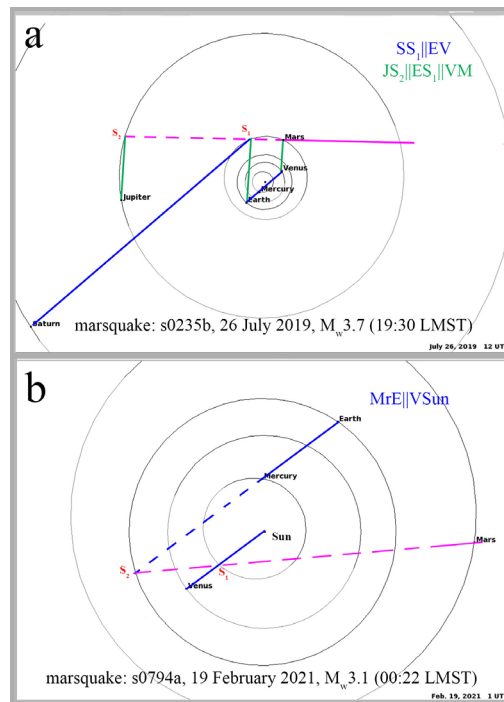 a
SS₁||EV
JS₂||ES₁||VM
S₂
S₁
Mars
Venus
Mercury
Jupiter
Earth
Saturn
marsquake: s0235b, 26 July 2019, Mw3.7 (19:30 LMST)
July 26, 2019 12 UT
b
MrE||VSun
Earth
Mercury
Sun
Mars
S₂
S₁
Venus
marsquake: s0794a, 19 February 2021, Mw3.1 (00:22 LMST)
Feb. 19, 2021 1 UT